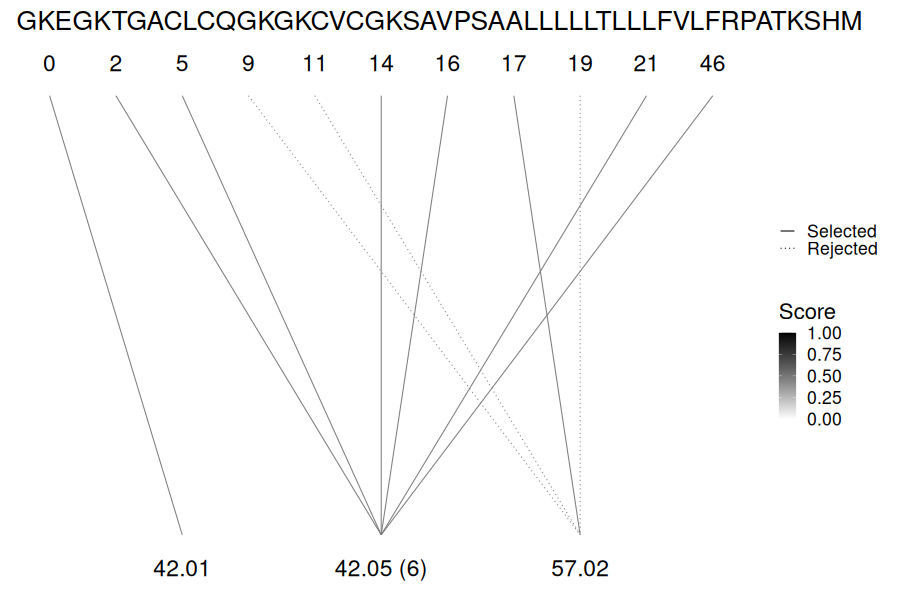 GKEGKTGACLCQGKGKCVCGKSAVPSAALLLLLTLLLFVLFRPATKSHM
0 2 5 9 11 14 16 17 19 21 46
Selected
Rejected
Score
1.00
0.75
0.50
0.25
0.00
42.01 42.05 (6) 57.02